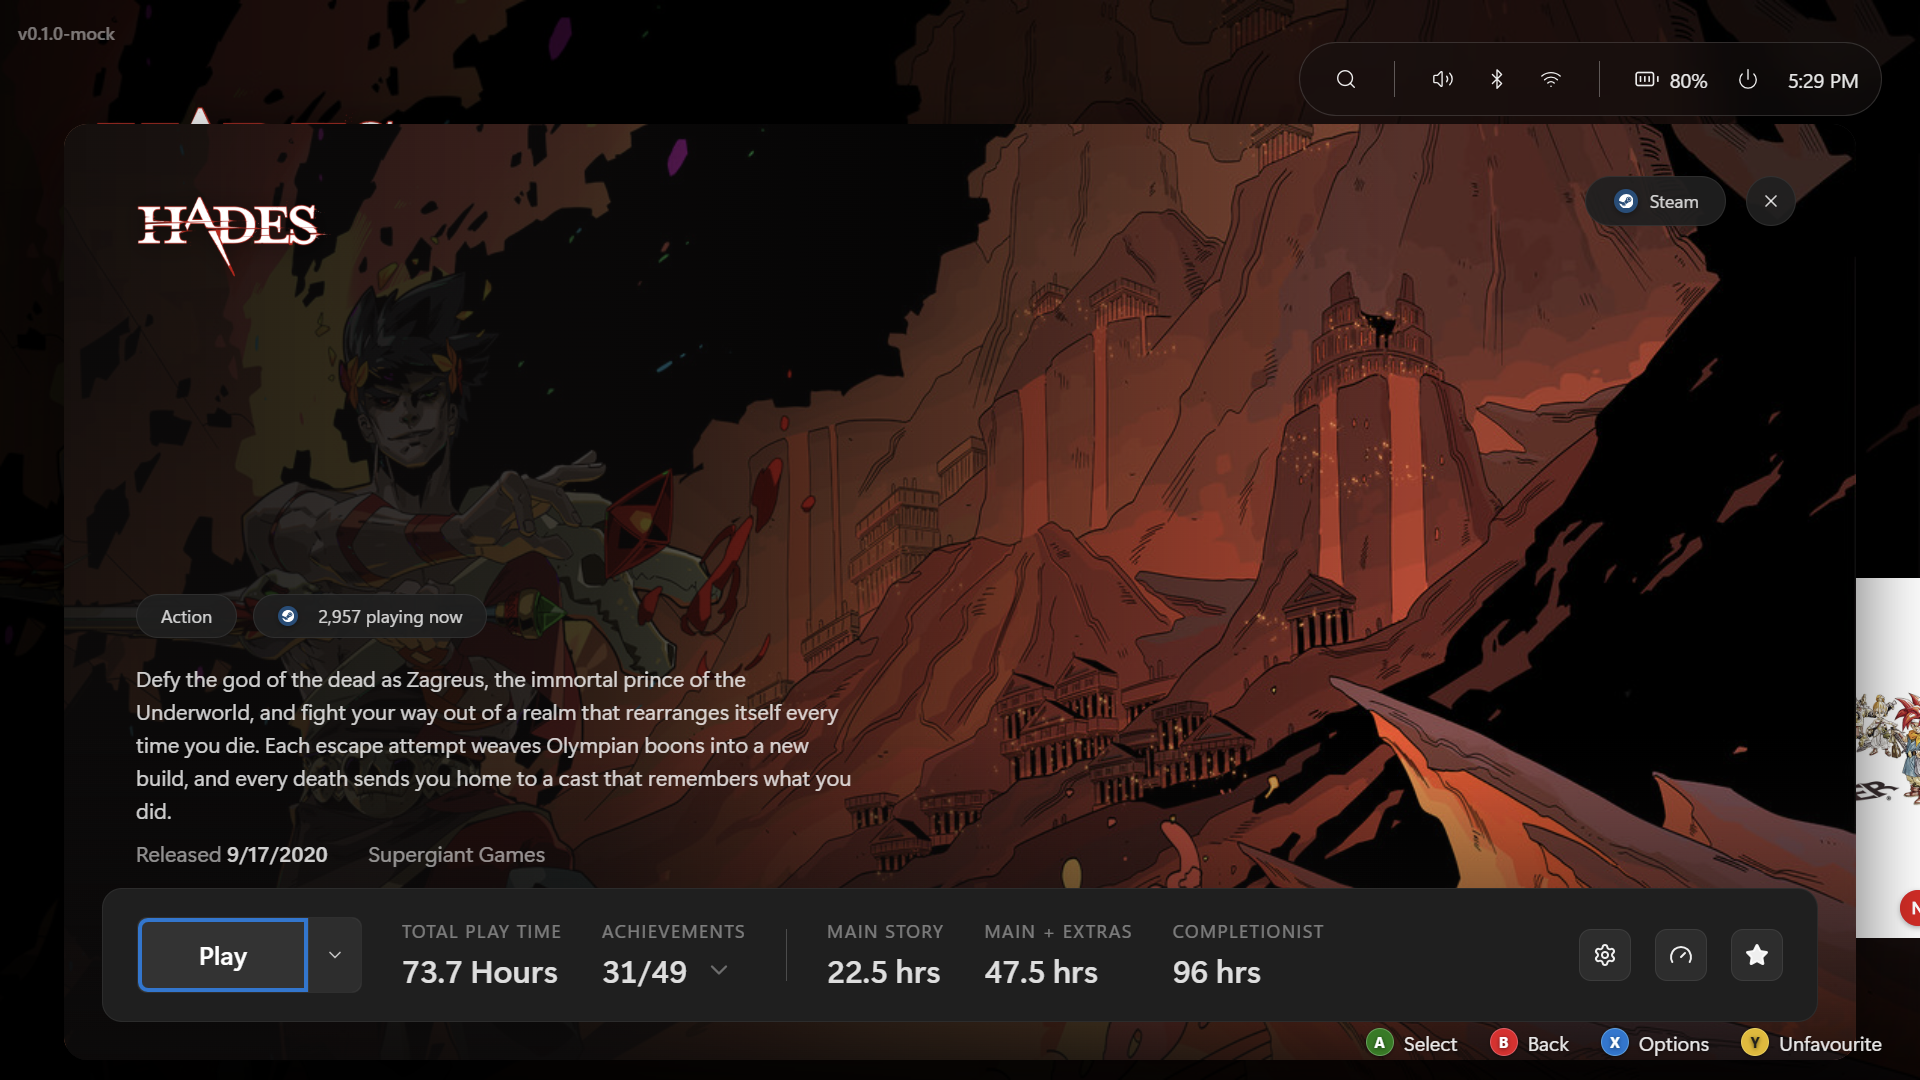 v0.1.0-mock
80%
5:29 PM
HADES
Steam
Action
2,957 playing now
Defy the god of the dead as Zagreus, the immortal prince of the
Underworld, and fight your way out of a realm that rearranges itself every
time you die. Each escape attempt weaves Olympian boons into a new
build, and every death sends you home to a cast that remembers what you
did.
Released 9/17/2020
Supergiant Games
Play
TOTAL PLAY TIME
73.7 Hours
ACHIEVEMENTS
31/49
MAIN STORY
22.5 hrs
MAIN + EXTRAS
47.5 hrs
COMPLETIONIST
96 hrs
A Select
B Back
X Options
Y Unfavourite